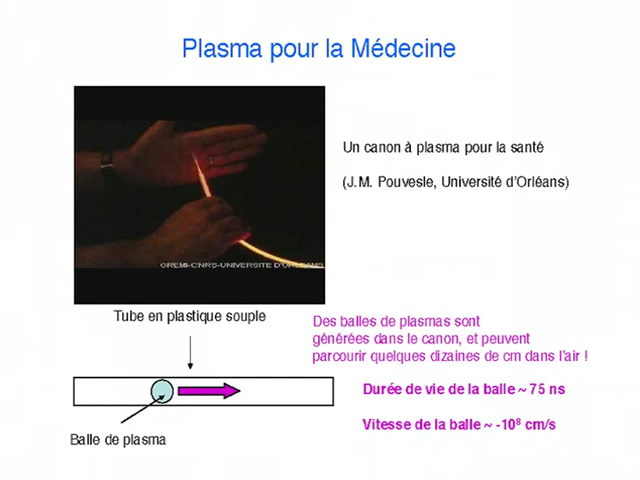 Plasma pour la Médecine
Un canon à plasma pour la santé
(J.M. Pouvesle, Université d'Orléans)
©REMI-CNRS-UNIVERSITE D'ORLEANS
Tube en plastique souple
Des balles de plasmas sont
générées dans le canon, et peuvent
parcourir quelques dizaines de cm dans l'air !
Durée de vie de la balle ~ 75 ns
Vitesse de la balle ~ -10⁸ cm/s
Balle de plasma